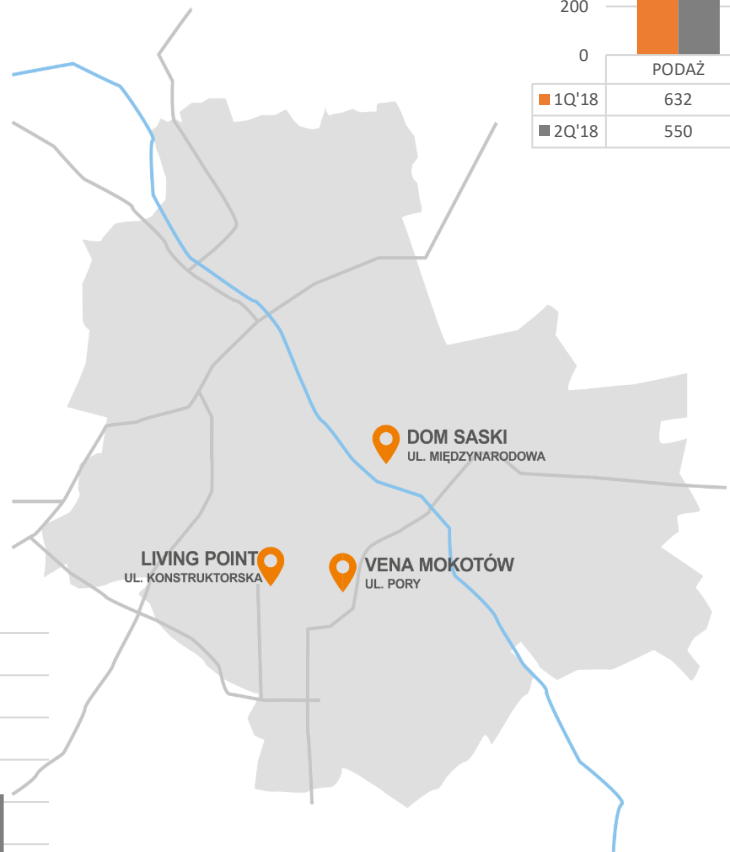 200
0
PODAŻ
1Q'18 632
2Q'18 550
DOM SASKI
UL. MIĘDZYNARODOWA
LIVING POINT
UL. KONSTRUKTORSKA
VENA MOKOTÓW
UL. PORY